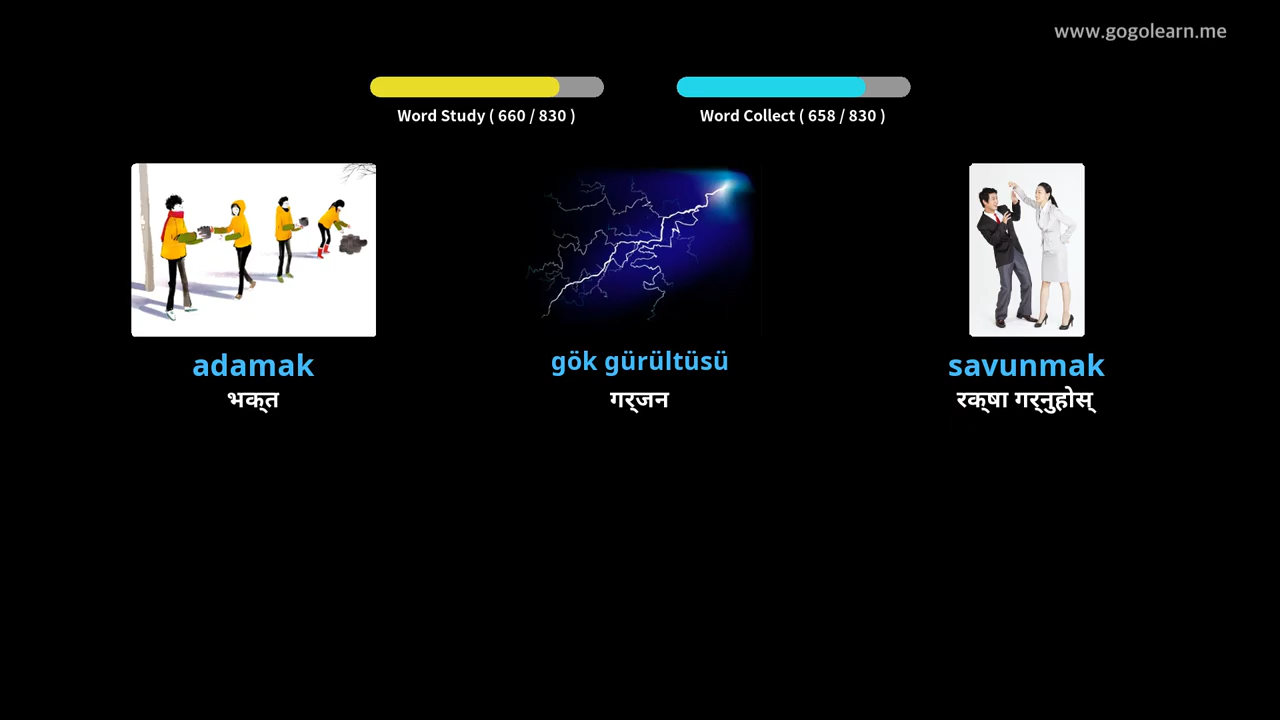 www.gogolearn.me
Word Study ( 660 / 830 )
Word Collect ( 658 / 830 )
adamak
gök gürültüsü
savunmak
भक्त
गर्जन
रक्षा गर्नुहोस्